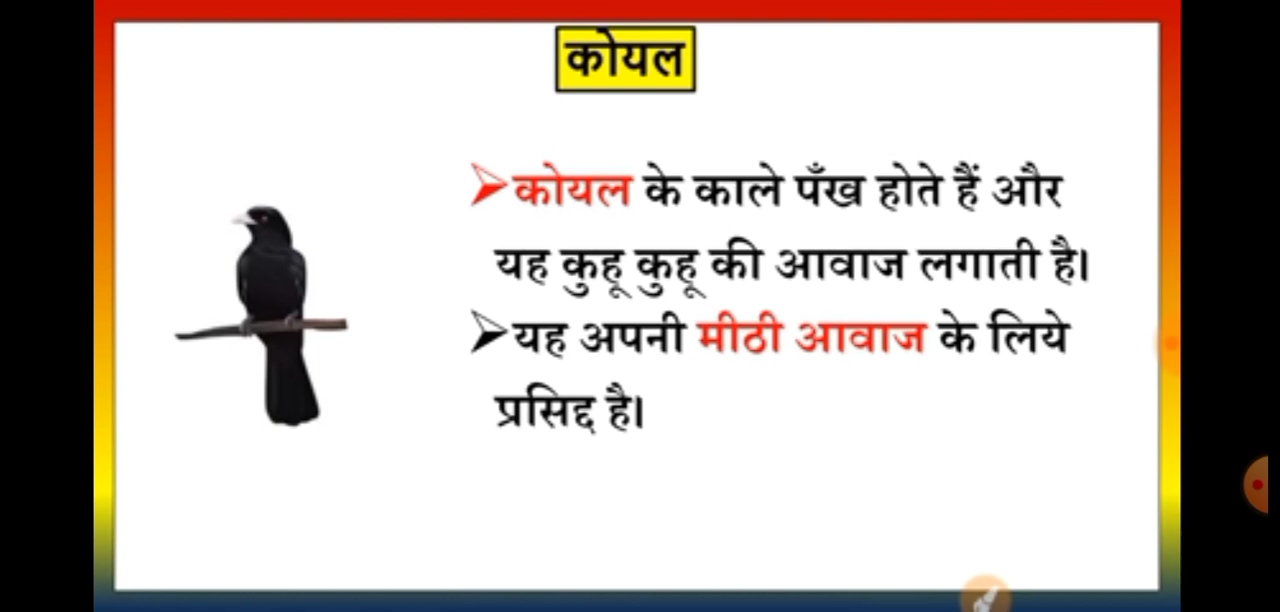 कोयल
कोयल के काले पँख होते हैं और
यह कुहू कुहू की आवाज लगाती है।
यह अपनी मीठी आवाज के लिये
प्रसिद्द है।